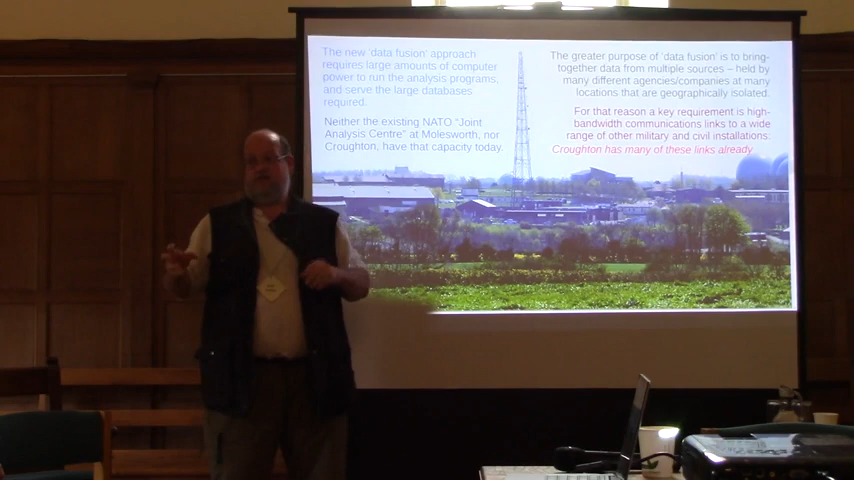 The new 'data fusion' approach
requires large amounts of computer
power to run the analysis programs,
and serve the large databases
required.
Neither the existing NATO "Joint
Analysis Centre" at Molesworth, nor
Croughton, have that capacity today.
The greater purpose of 'data fusion' is to bring-
together data from multiple sources – held by
many different agencies/companies at many
locations that are geographically isolated.
For that reason a key requirement is high-
bandwidth communications links to a wide
range of other military and civil installations:
Croughton has many of these links already